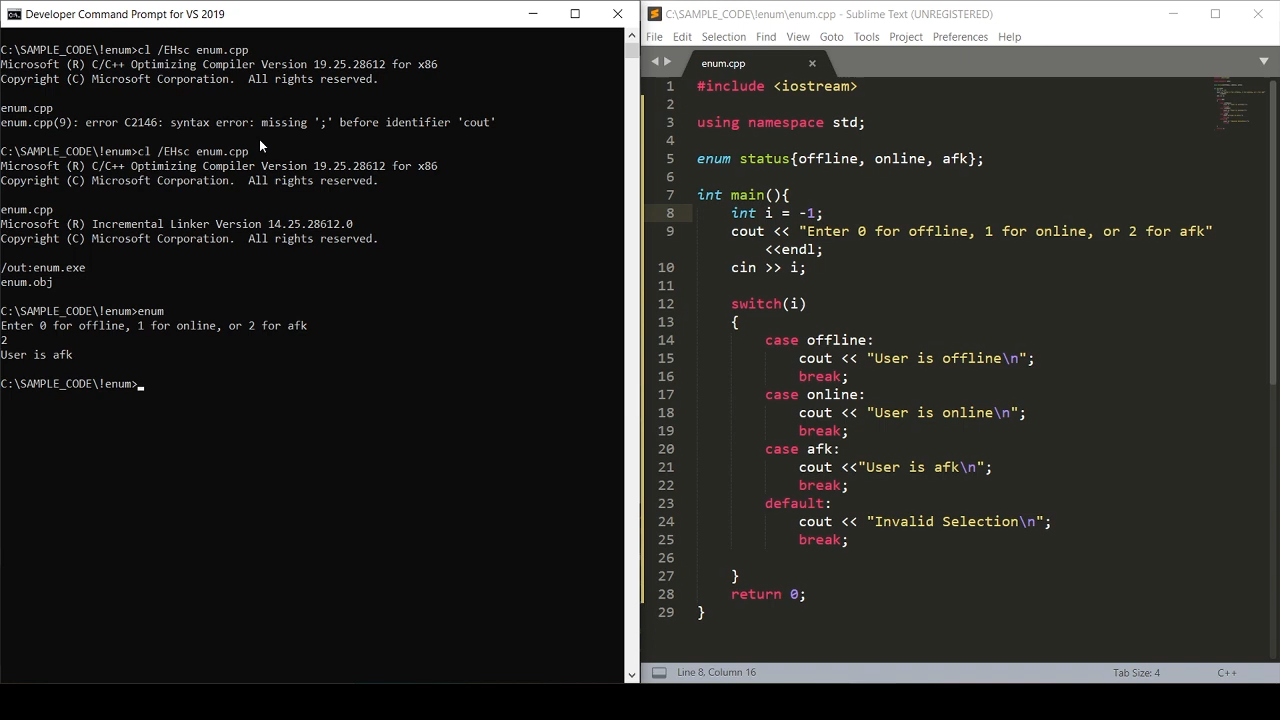 Developer Command Prompt for VS 2019
C:\SAMPLE_CODE\!enum>cl /EHsc enum.cpp
Microsoft (R) C/C++ Optimizing Compiler Version 19.25.28612 for x86
Copyright (C) Microsoft Corporation.  All rights reserved.
enum.cpp
enum.cpp(9): error C2146: syntax error: missing ';' before identifier 'cout'
C:\SAMPLE_CODE\!enum>cl /EHsc enum.cpp
Microsoft (R) C/C++ Optimizing Compiler Version 19.25.28612 for x86
Copyright (C) Microsoft Corporation.  All rights reserved.
enum.cpp
Microsoft (R) Incremental Linker Version 14.25.28612.0
Copyright (C) Microsoft Corporation.  All rights reserved.
/out:enum.exe
enum.obj
C:\SAMPLE_CODE\!enum>enum
Enter 0 for offline, 1 for online, or 2 for afk
2
User is afk
C:\SAMPLE_CODE\!enum>
C:\SAMPLE_CODE\!enum\enum.cpp - Sublime Text (UNREGISTERED)
File Edit Selection Find View Goto Tools Project Preferences Help
enum.cpp
1 #include <iostream>
2
3 using namespace std;
4
5 enum status{offline, online, afk};
6
7 int main(){
8 int i = -1;
9 cout << "Enter 0 for offline, 1 for online, or 2 for afk"
<<endl;
10 cin >> i;
11
12 switch(i)
13 {
14 case offline:
15 cout << "User is offline\n";
16 break;
17 case online:
18 cout << "User is online\n";
19 break;
20 case afk:
21 cout <<"User is afk\n";
22 break;
23 default:
24 cout << "Invalid Selection\n";
25 break;
26
27 }
28 return 0;
29 }
Line 8, Column 16
Tab Size: 4
C++